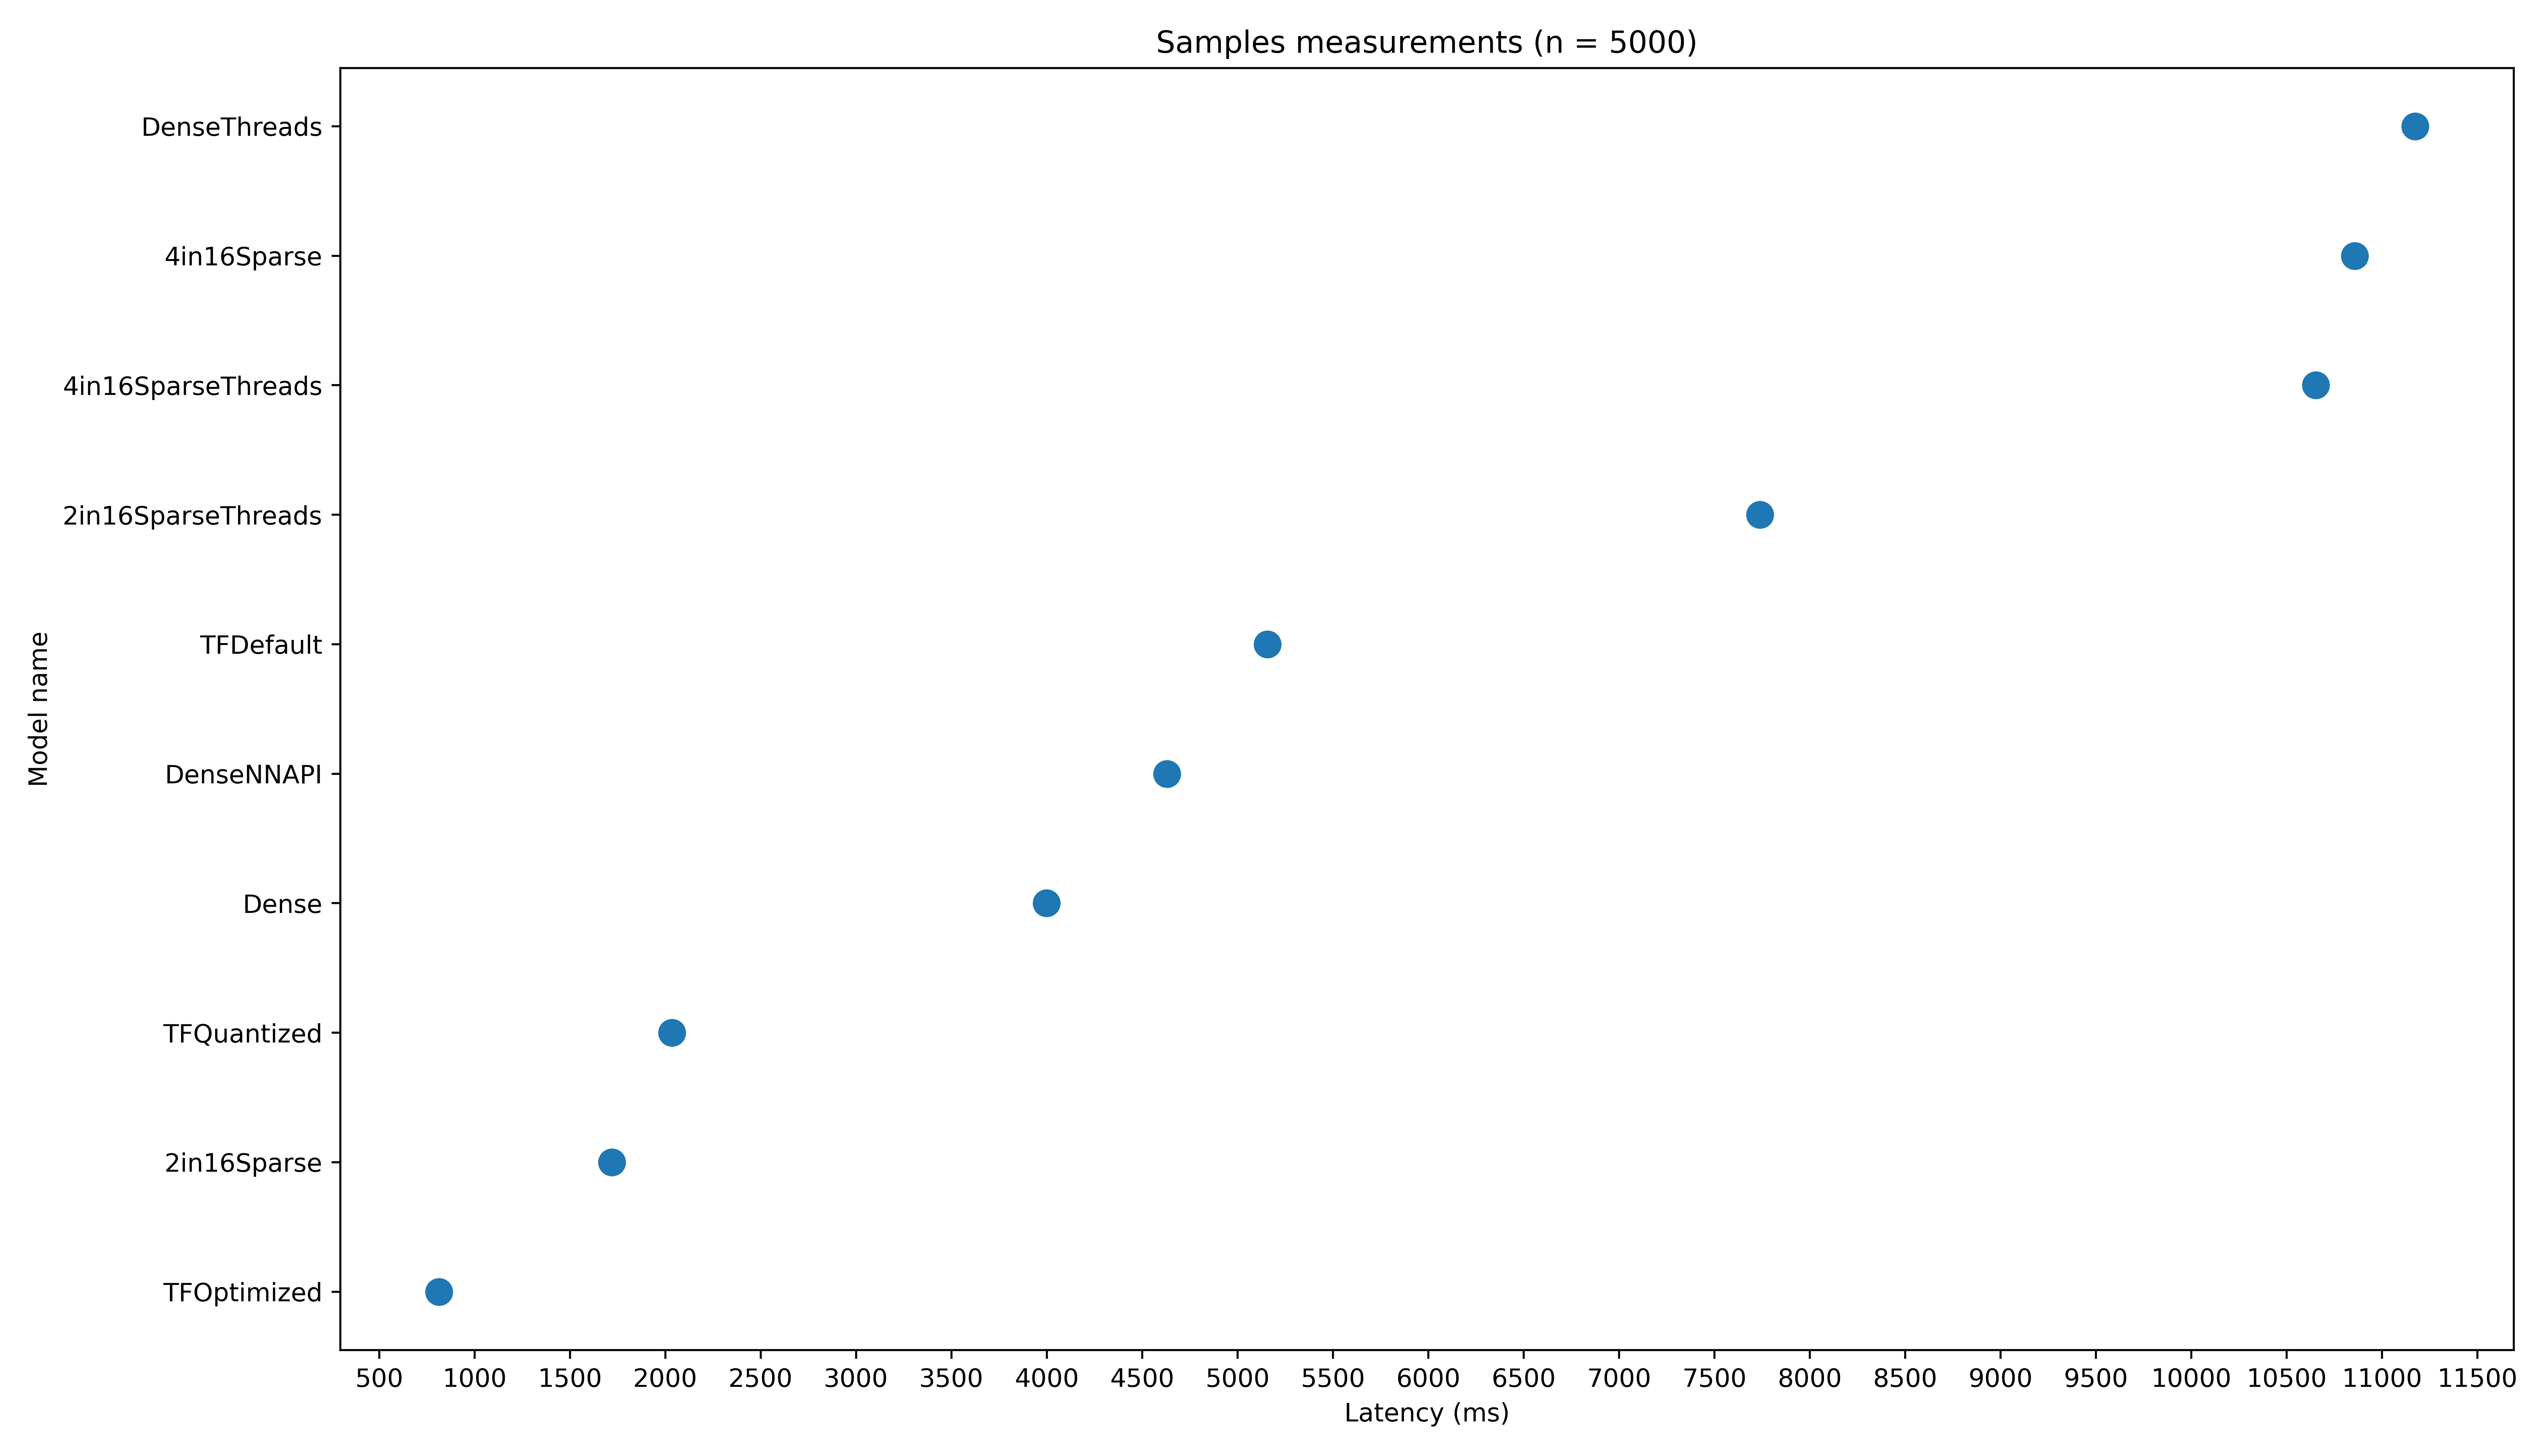 Samples measurements (n = 5000)
DenseThreads
4in16Sparse
4in16SparseThreads
2in16SparseThreads
TFDefault
DenseNNAPI
Dense
TFQuantized
2in16Sparse
TFOptimized
Model name
500 1000 1500 2000 2500 3000 3500 4000 4500 5000 5500 6000 6500 7000 7500 8000 8500 9000 9500 10000 10500 11000 11500
Latency (ms)